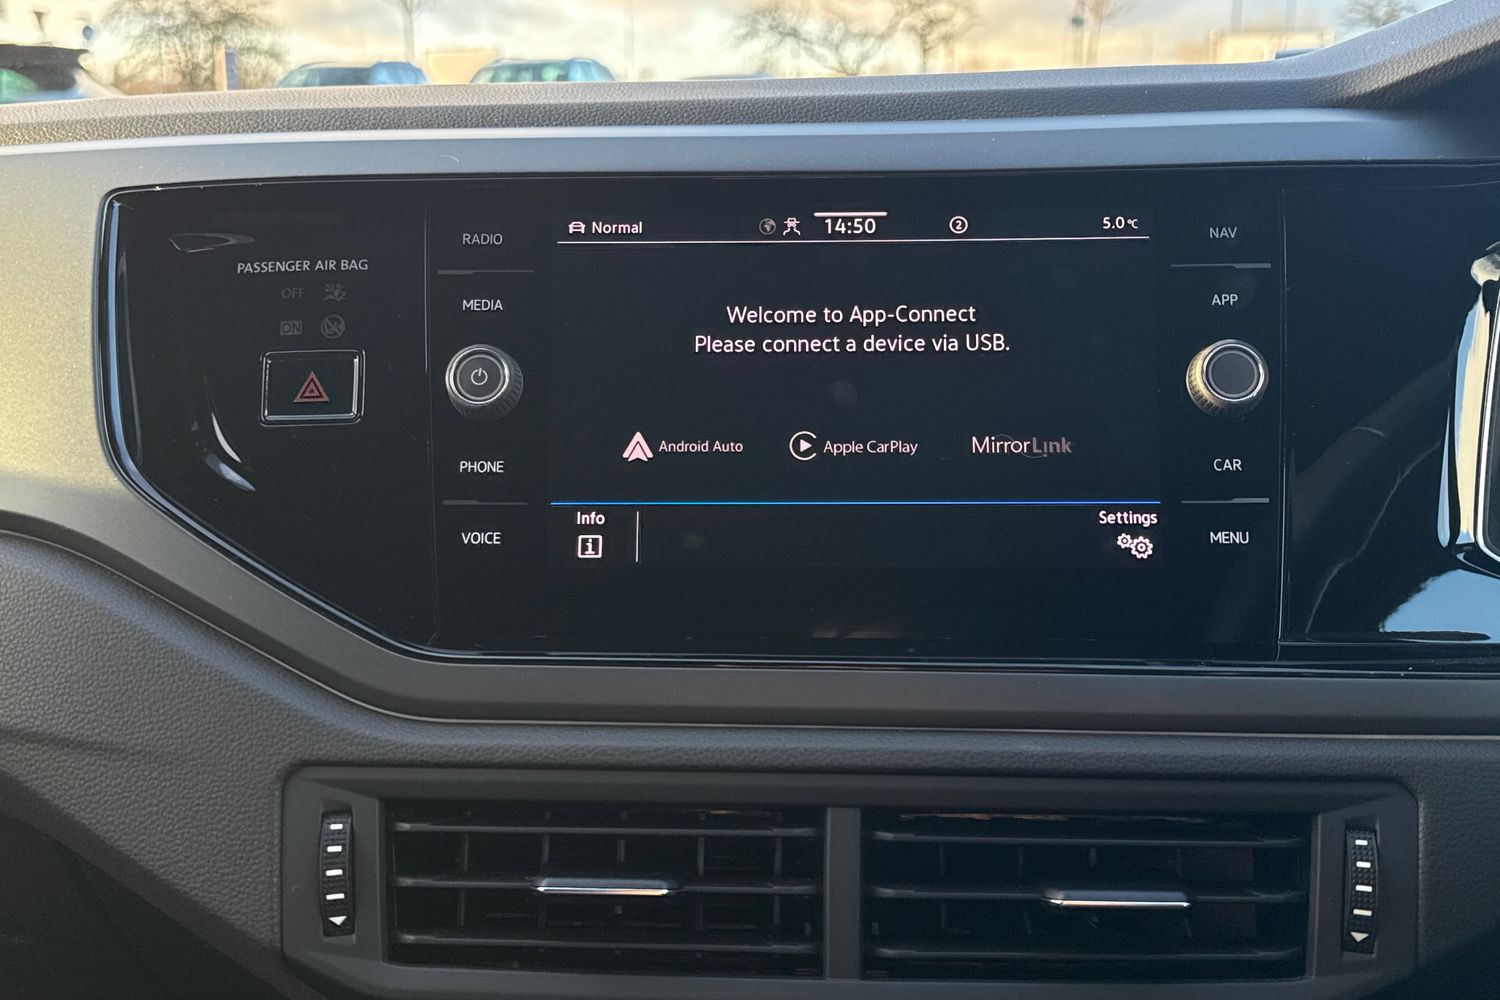 PASSENGER AIR BAG
OFF
ON
RADIO
MEDIA
PHONE
VOICE
Normal
14:50
2
5.0°C
Welcome to App-Connect
Please connect a device via USB.
Android Auto
Apple CarPlay
MirrorLink
Info
i
Settings
NAV
APP
CAR
MENU